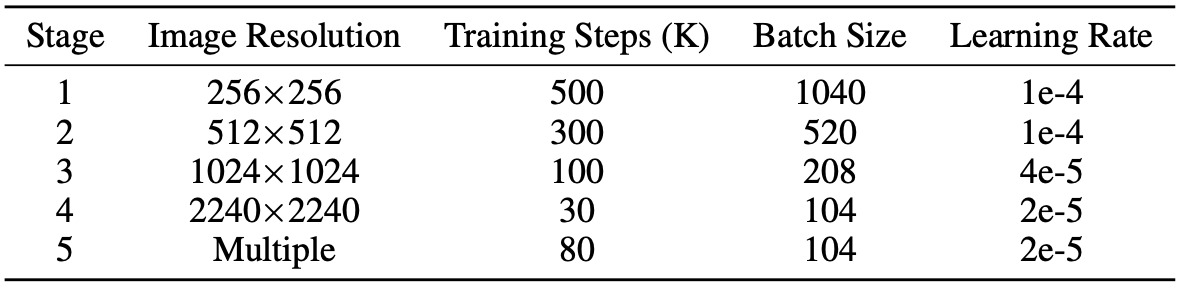 Stage Image Resolution Training Steps (K) Batch Size Learning Rate
1 256×256 500 1040 1e-4
2 512×512 300 520 1e-4
3 1024×1024 100 208 4e-5
4 2240×2240 30 104 2e-5
5 Multiple 80 104 2e-5